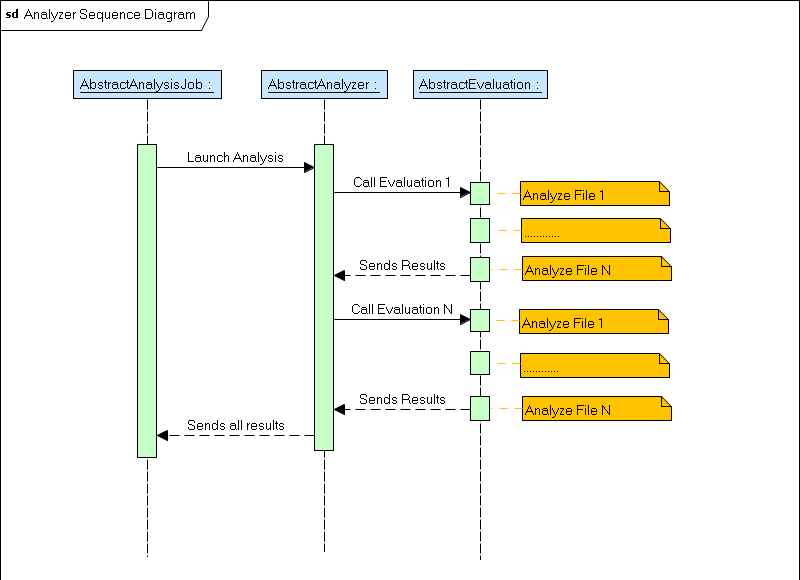 sd Analyzer Sequence Diagram
AbstractAnalysisJob :
AbstractAnalyzer :
AbstractEvaluation :
Launch Analysis
Call Evaluation 1
Analyze File 1
............
Sends Results
Analyze File N
Call Evaluation N
Analyze File 1
............
Sends Results
Analyze File N
Sends all results